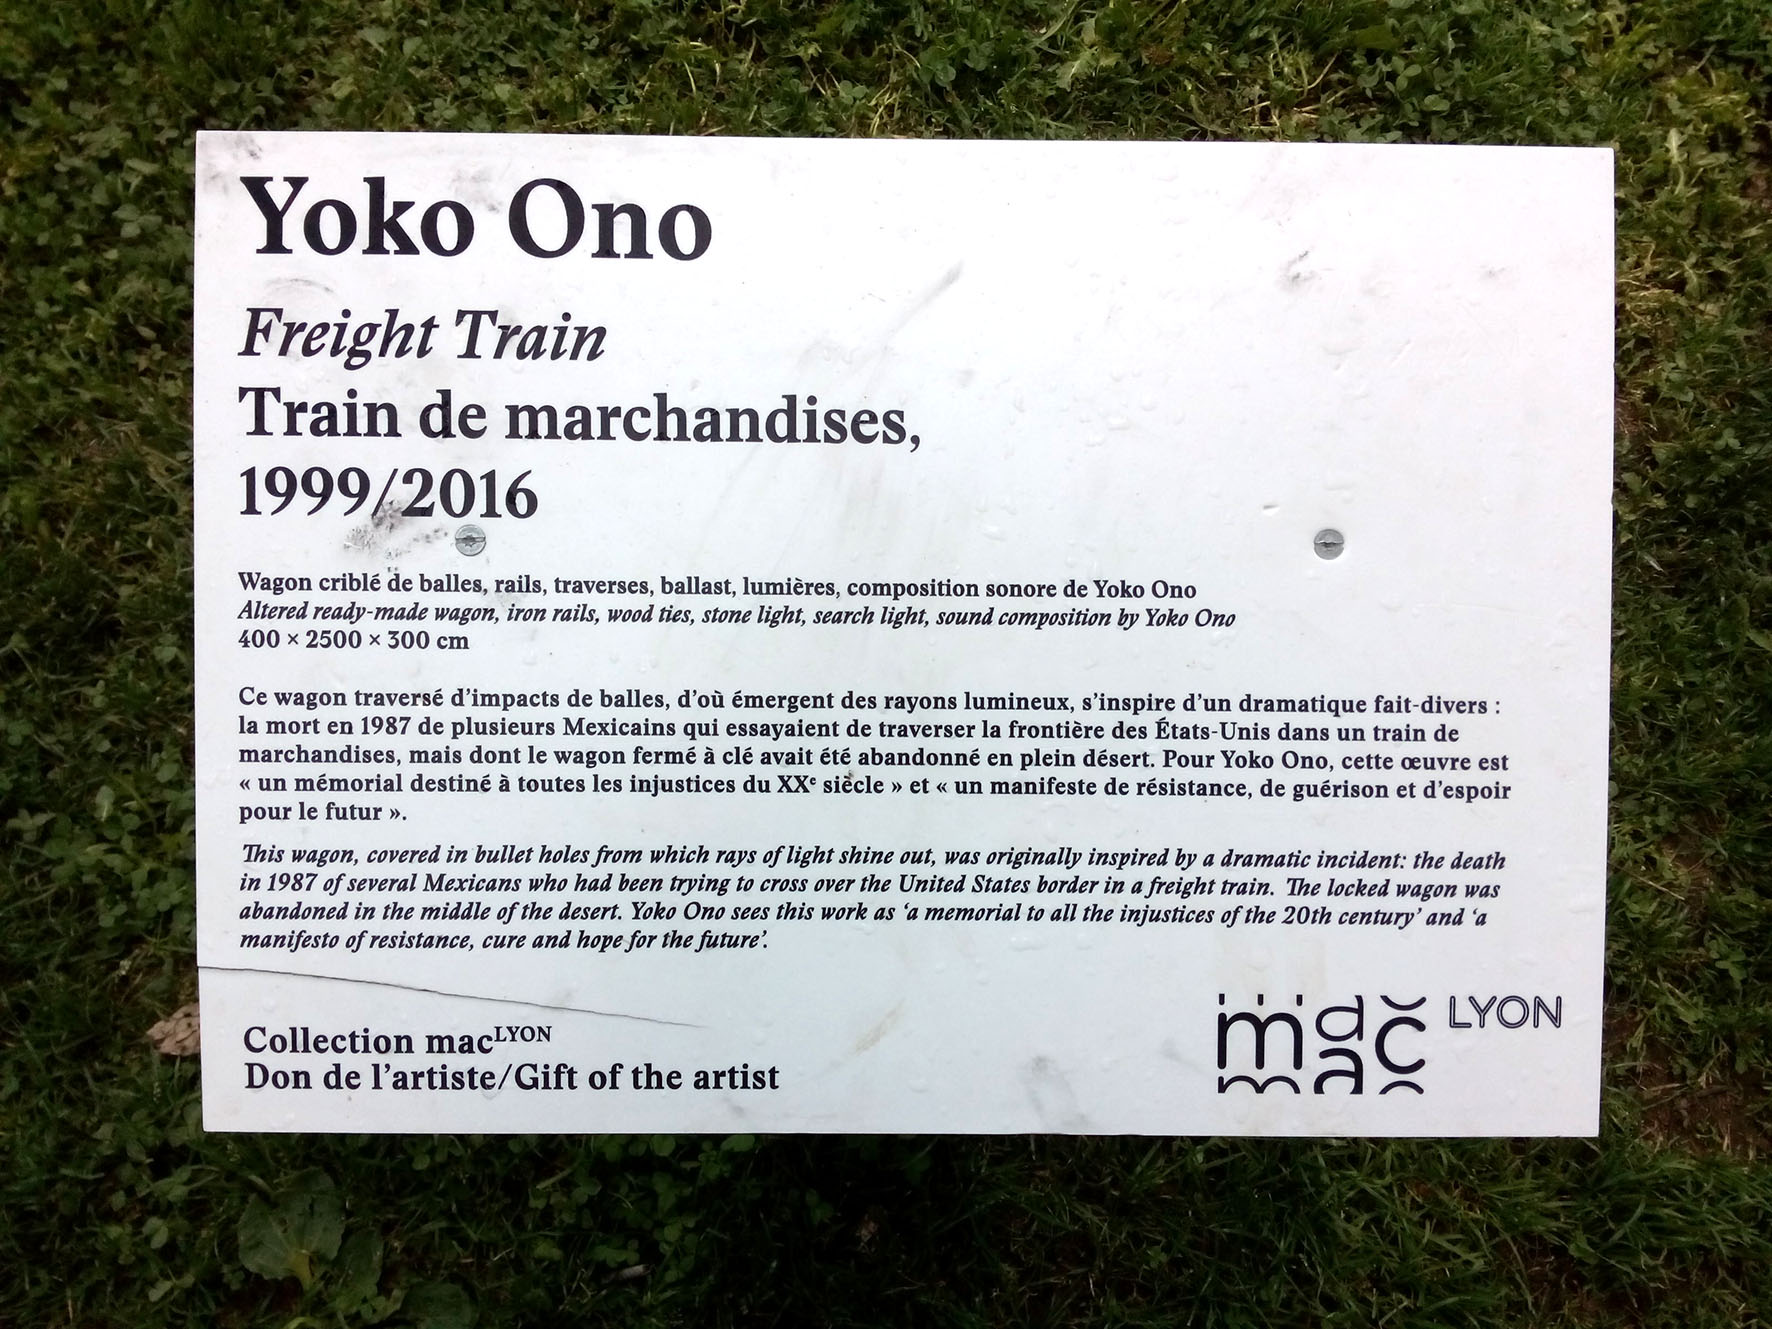 Yoko Ono
Freight Train
Train de marchandises,
1999/2016
Wagon criblé de balles, rails, traverses, ballast, lumières, composition sonore de Yoko Ono
Altered ready-made wagon, iron rails, wood ties, stone light, search light, sound composition by Yoko Ono
400 × 2500 × 300 cm
Ce wagon traversé d’impacts de balles, d’où émergent des rayons lumineux, s’inspire d’un dramatique fait-divers :
la mort en 1987 de plusieurs Mexicains qui essayaient de traverser la frontière des États-Unis dans un train de
marchandises, mais dont le wagon fermé à clé avait été abandonné en plein désert. Pour Yoko Ono, cette œuvre est
« un mémorial destiné à toutes les injustices du XXᵉ siècle » et « un manifeste de résistance, de guérison et d’espoir
pour le futur ».
This wagon, covered in bullet holes from which rays of light shine out, was originally inspired by a dramatic incident: the death
in 1987 of several Mexicans who had been trying to cross over the United States border in a freight train. The locked wagon was
abandoned in the middle of the desert. Yoko Ono sees this work as ‘a memorial to all the injustices of the 20th century’ and ‘a
manifesto of resistance, cure and hope for the future’.
Collection macLYON
Don de l’artiste/Gift of the artist
mac LYON